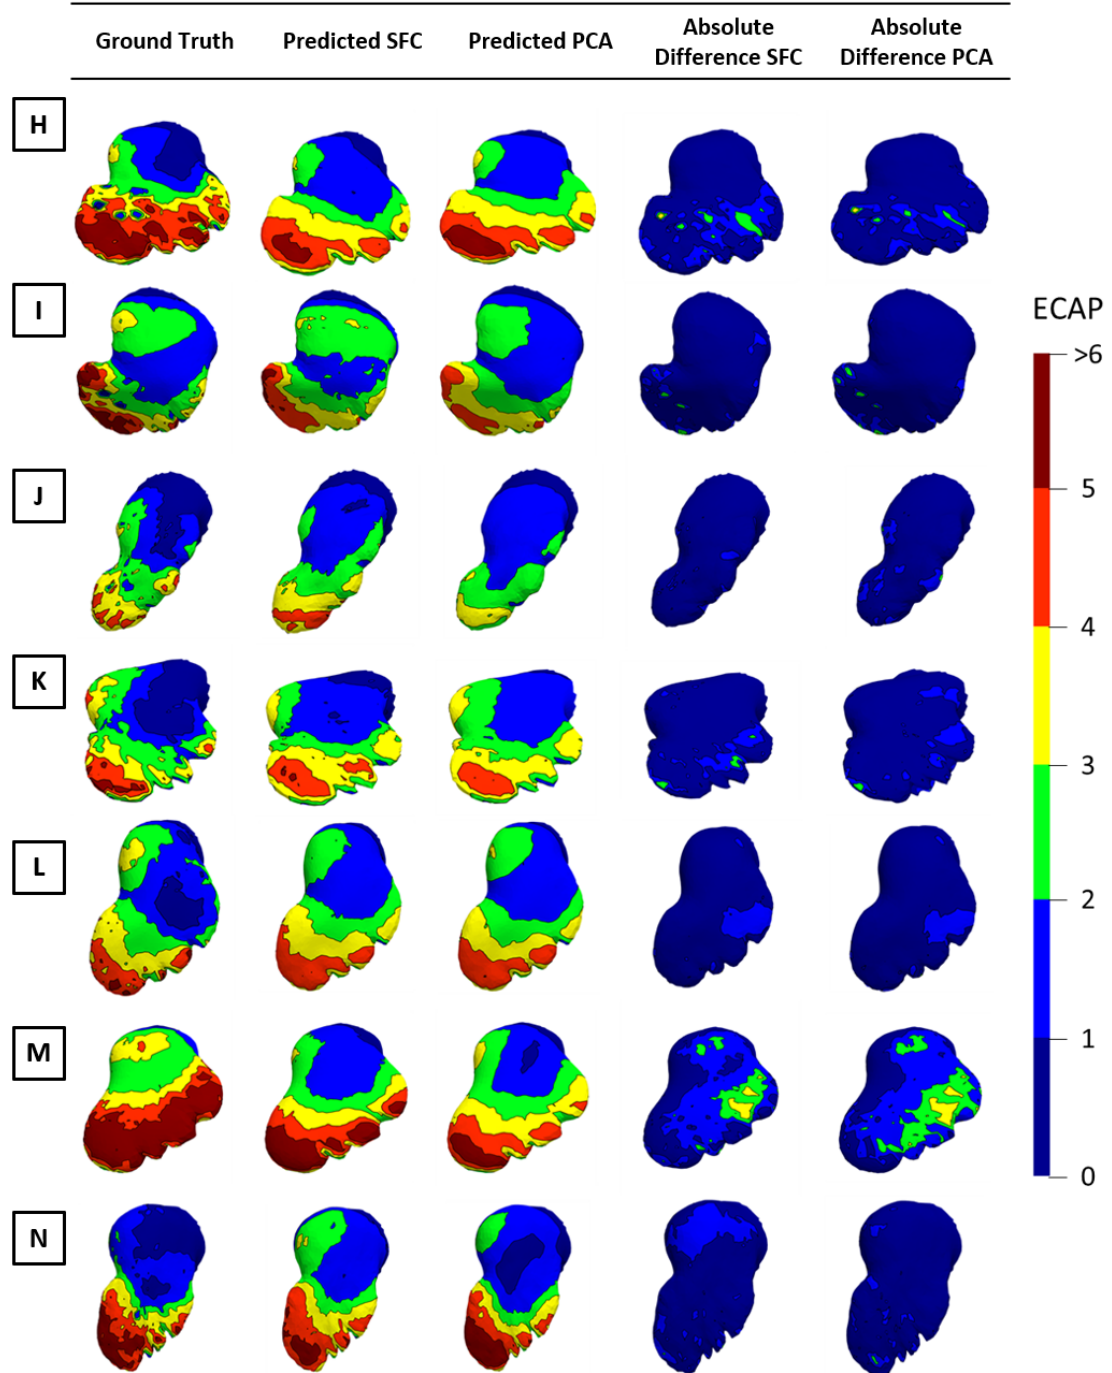 Ground Truth
Predicted SFC
Predicted PCA
Absolute
Difference SFC
Absolute
Difference PCA
H
I
J
K
L
M
N
ECAP
>6
5
4
3
2
1
0